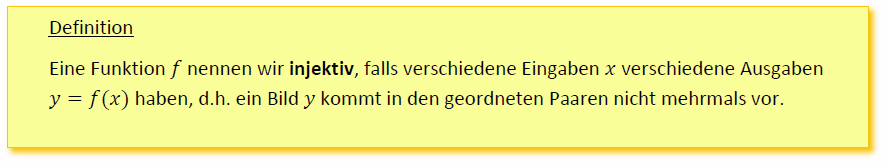 Definition
Eine Funktion f nennen wir injektiv, falls verschiedene Eingaben x verschiedene Ausgaben
y = f(x) haben, d.h. ein Bild y kommt in den geordneten Paaren nicht mehrmals vor.